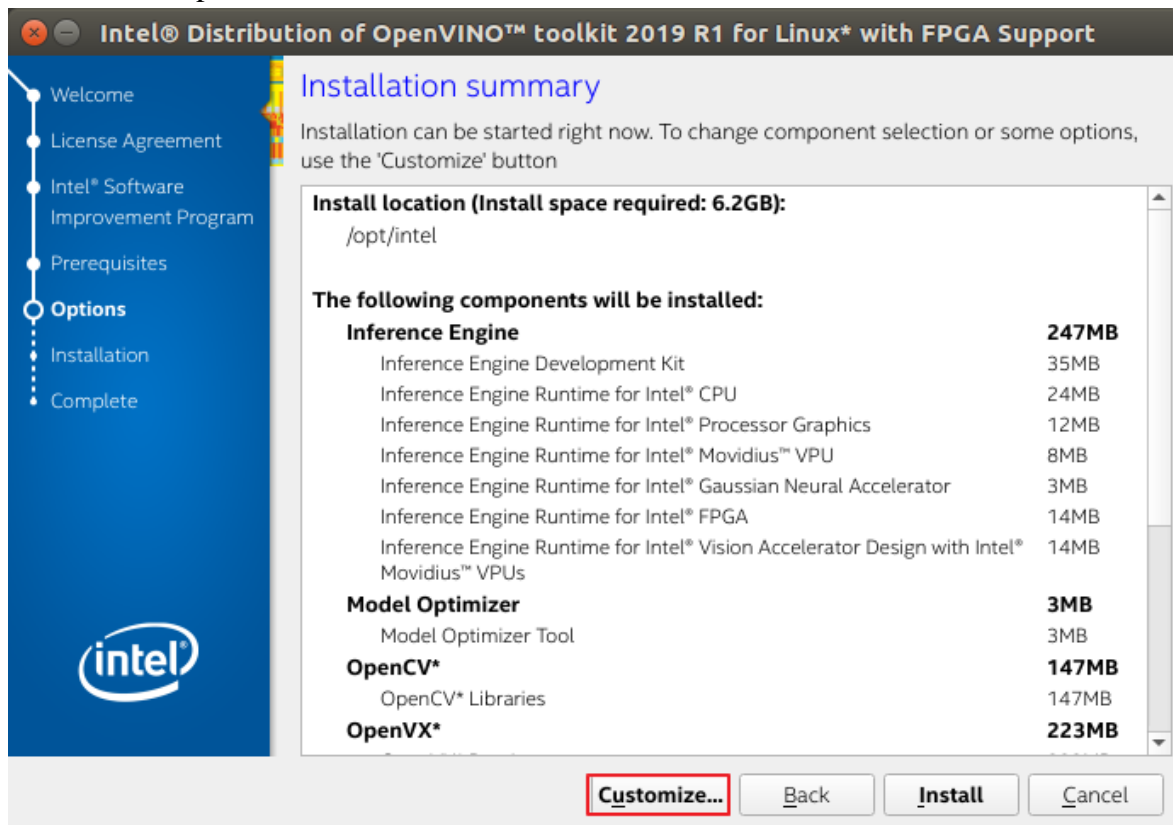 Intel® Distribution of OpenVINO™ toolkit 2019 R1 for Linux* with FPGA Support
Welcome
License Agreement
Intel® Software
Improvement Program
Prerequisites
Options
Installation
Complete
intel®
Installation summary
Installation can be started right now. To change component selection or some options,
use the 'Customize' button
Install location (Install space required: 6.2GB):
/opt/intel
The following components will be installed:
Inference Engine 247MB
Inference Engine Development Kit 35MB
Inference Engine Runtime for Intel® CPU 24MB
Inference Engine Runtime for Intel® Processor Graphics 12MB
Inference Engine Runtime for Intel® Movidius™ VPU 8MB
Inference Engine Runtime for Intel® Gaussian Neural Accelerator 3MB
Inference Engine Runtime for Intel® FPGA 14MB
Inference Engine Runtime for Intel® Vision Accelerator Design with Intel® 14MB
Movidius™ VPUs
Model Optimizer 3MB
Model Optimizer Tool 3MB
OpenCV* 147MB
OpenCV* Libraries 147MB
OpenVX* 223MB
Customize... Back Install Cancel